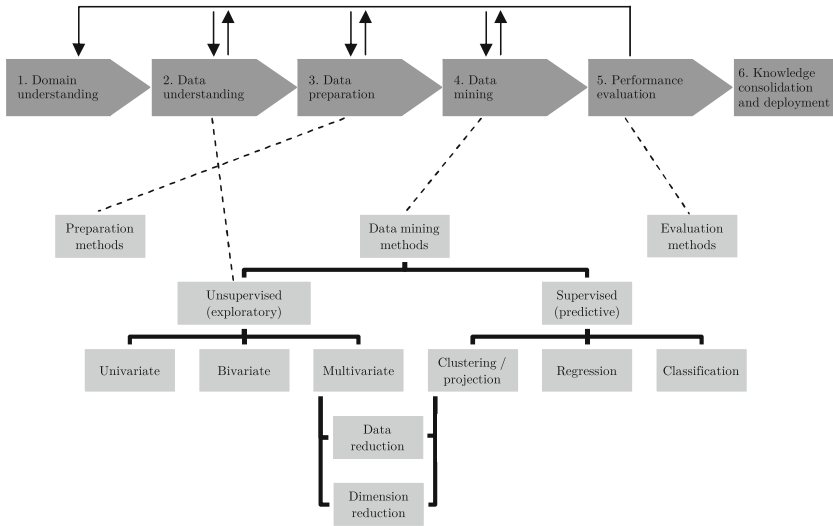 1. Domain
understanding
2. Data
understanding
3. Data
preparation
4. Data
mining
5. Performance
evaluation
6. Knowledge
consolidation
and deployment
Preparation
methods
Data mining
methods
Evaluation
methods
Unsupervised
(exploratory)
Supervised
(predictive)
Univariate
Bivariate
Multivariate
Clustering /
projection
Regression
Classification
Data
reduction
Dimension
reduction